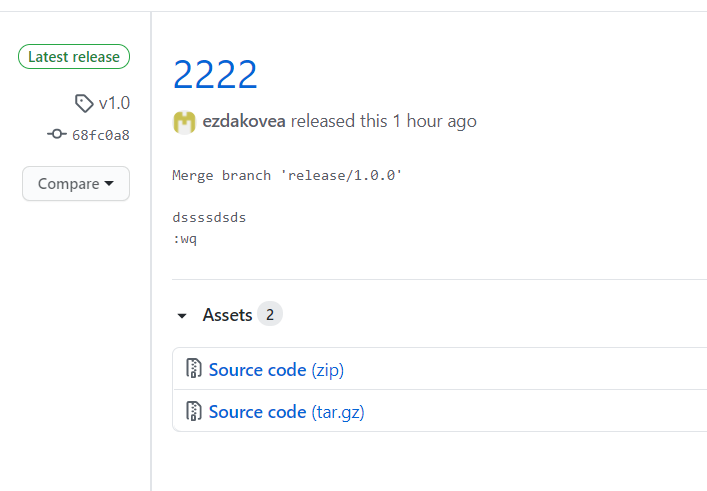 Latest release
v1.0
68fc0a8
Compare
2222
ezdakovea released this 1 hour ago
Merge branch 'release/1.0.0'
dssssdsds
:wq
Assets 2
Source code (zip)
Source code (tar.gz)